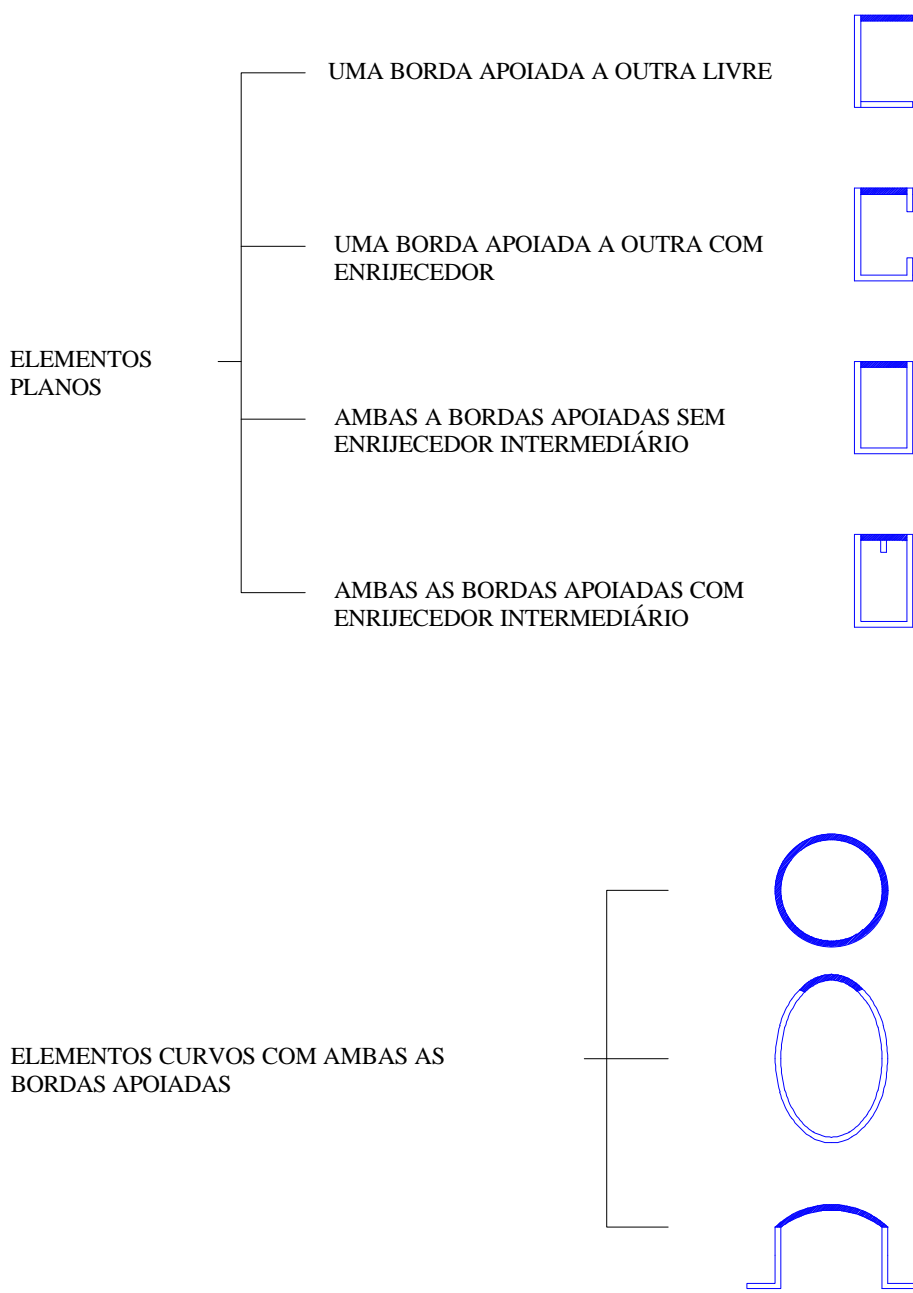 UMA BORDA APOIADA A OUTRA LIVRE
UMA BORDA APOIADA A OUTRA COM
ENRIJECEDOR
ELEMENTOS
PLANOS
AMBAS A BORDAS APOIADAS SEM
ENRIJECEDOR INTERMEDIÁRIO
AMBAS AS BORDAS APOIADAS COM
ENRIJECEDOR INTERMEDIÁRIO
ELEMENTOS CURVOS COM AMBAS AS
BORDAS APOIADAS